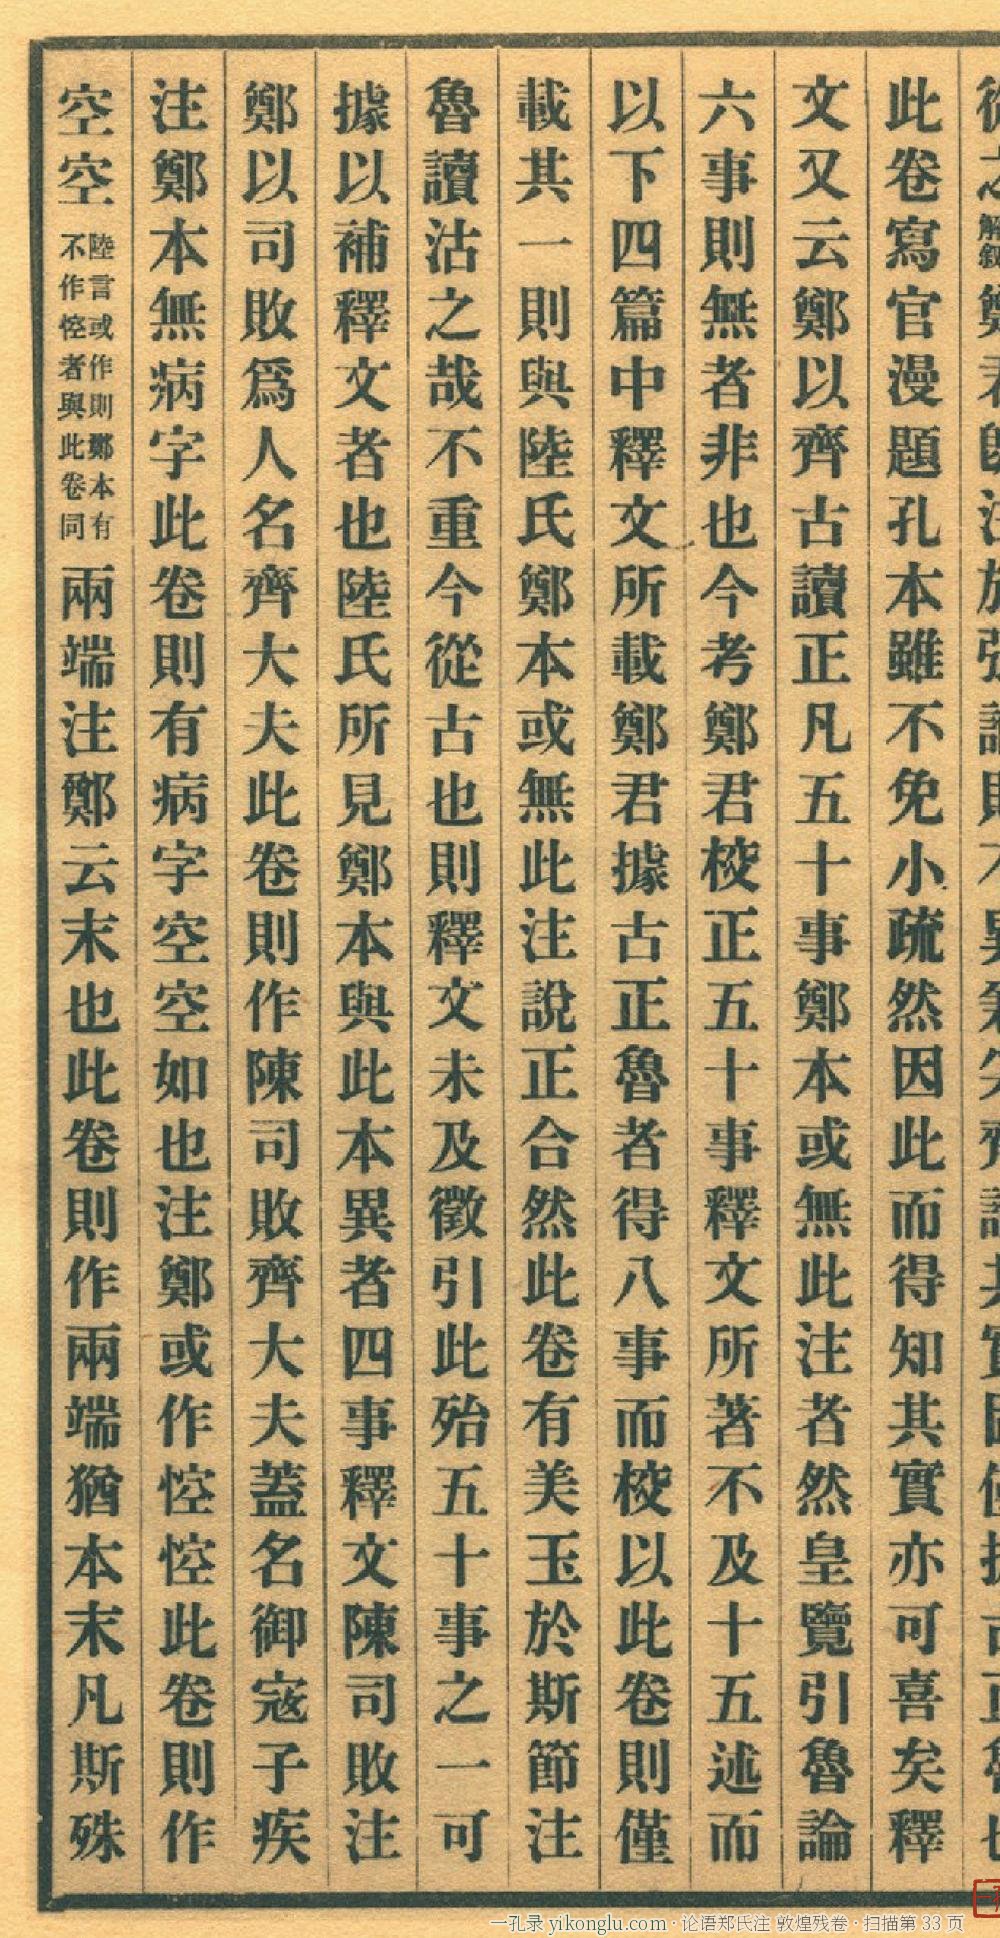 此卷寫官漫題孔本雖不免小疏然因此而得知其實亦可喜矣釋
文又云鄭以齊古讀正凡五十事鄭本或無此注者然皇覽引魯論
六事則無者非也今考鄭君校正五十事釋文所著不及十五述而
以下四篇中釋文所載鄭君據古正魯者得八事而校以此卷則僅
載其一則與陸氏鄭本或無此注說正合然此卷有美玉於斯節注
魯讀沽之哉不重今從古也則釋文未及徵引此殆五十事之一可
據以補釋文者也陸氏所見鄭本與此本異者四事釋文陳司敗注
鄭以司敗爲人名齊大夫此卷則作陳司敗齊大夫蓋名御寇子疾
注鄭本無病字此卷則有病字空空如也注鄭或作悾悾此卷則作
空空陸言或作則鄭本有不作悾者與此卷同兩端注鄭云末也此卷則作兩端猶本末凡斯殊
一孔录 yikonglu.com · 论语郑氏注 敦煌残卷 · 扫描第 33 页